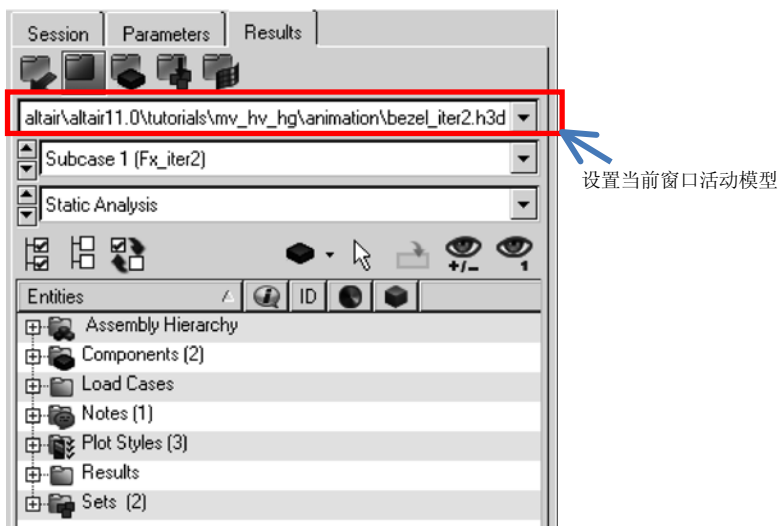 Session Parameters Results
altair\altair11.0\tutorials\mv_hv_hg\animation\bezel_iter2.h3d
Subcase 1 (Fx_iter2)
设置当前窗口活动模型
Static Analysis
+/- 1
Entities ID
Assembly Hierarchy
Components (2)
Load Cases
Notes (1)
Plot Styles (3)
Results
Sets (2)